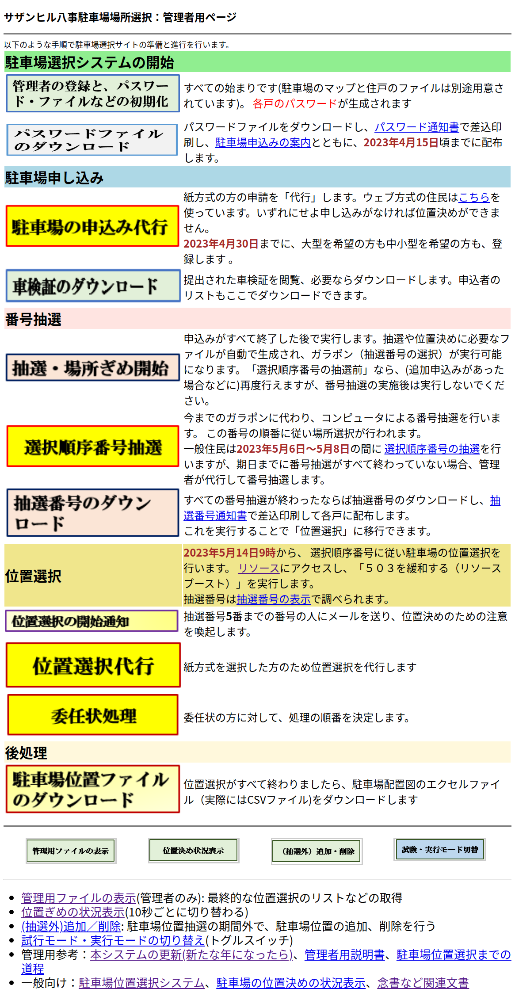 サザンヒル八事駐車場場所選択：管理者用ページ
以下のような手順で駐車場選択サイトの準備と進行を行います。
駐車場選択システムの開始
管理者の登録と、パスワー
ド・ファイルなどの初期化
すべての始まりです(駐車場のマップと住戸のファイルは別途用意さ
れています)。 各戸のパスワードが生成されます
パスワードファイル
のダウンロード
パスワードファイルをダウンロードし、パスワード通知書で差込印
刷し、駐車場申込みの案内とともに、2023年4月15日頃までに配布
します。
駐車場申し込み
駐車場の申込み代行
紙方式の方の申請を「代行」します。ウェブ方式の住民はこちらを
使っています。いずれにせよ申し込みがなければ位置決めができま
せん。
2023年4月30日までに、大型を希望の方も中小型を希望の方も、登
録します 。
車検証のダウンロード
提出された車検証を閲覧、必要ならダウンロードします。申込者の
リストもここでダウンロードできます。
番号抽選
抽選・場所ぎめ開始
申込みがすべて終了した後で実行します。抽選や位置決めに必要なフ
ァイルが自動で生成され、ガラポン（抽選番号の選択）が実行可能
になります。「選択順序番号の抽選前」なら、(追加申込みがあった
場合などに)再度行えますが、番号抽選の実施後は実行しないでくだ
さい。
選択順序番号抽選
今までのガラポンに代わり、コンピュータによる番号抽選を行いま
す。 この番号の順番に従い場所選択が行われます。
一般住民は2023年5月6日～5月8日の間に 選択順序番号の抽選を行
いますが、期日までに番号抽選がすべて終わっていない場合、管理
者が代行して番号抽選します。
抽選番号のダウン
ロード
すべての番号抽選が終わったならば抽選番号のダウンロードし、抽
選番号通知書で差込印刷して各戸に配布します。
これを実行することで「位置選択」に移行できます。
位置選択
2023年5月14日9時から、 選択順序番号に従い駐車場の位置選択を
行います。 リソースにアクセスし、「５０３を緩和する（リソース
ブースト）」を実行します。
抽選番号は抽選番号の表示で調べられます。
位置選択の開始通知
抽選番号5番までの番号の人にメールを送り、位置決めのための注意
を喚起します。
位置選択代行
紙方式を選択した方のため位置選択を代行します
委任状処理
委任状の方に対して、処理の順番を決定します。
後処理
駐車場位置ファイル
のダウンロード
位置選択がすべて終わりましたら、駐車場配置図のエクセルファイ
ル（実際にはCSVファイル)をダウンロードします
管理用ファイルの表示
位置決め状況表示
（抽選外）追加・削除
試験・実行モード切替
管理用ファイルの表示(管理者のみ): 最終的な位置選択のリストなどの取得
位置ぎめの状況表示(10秒ごとに切り替わる)
(抽選外)追加／削除: 駐車場位置抽選の期間外で、駐車場位置の追加、削除を行う
試行モード・実行モードの切り替え(トグルスイッチ)
管理用参考：本システムの更新(新たな年になったら)、管理者用説明書、駐車場位置選択までの
道程
一般向け：駐車場位置選択システム、駐車場の位置決めの状況表示、念書など関連文書